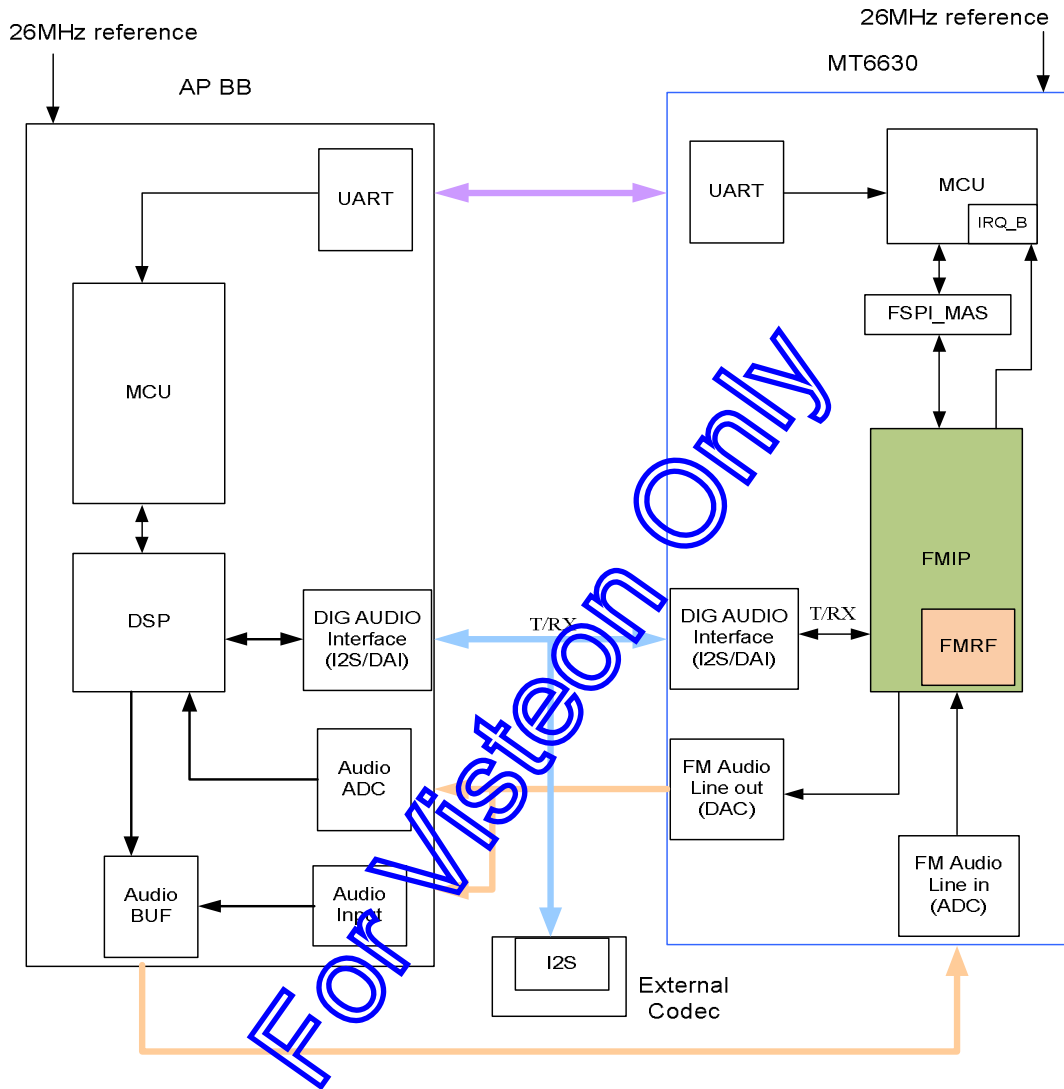 26MHz reference
26MHz reference
AP BB
MT6630
UART
UART
MCU
IRQ_B
FSPI_MAS
MCU
FMIP
DSP
DIG AUDIO
Interface
(I2S/DAI)
T/RX
DIG AUDIO
Interface
(I2S/DAI)
T/RX
FMRF
Audio
ADC
FM Audio
Line out
(DAC)
Audio
BUF
Audio
Input
FM Audio
Line in
(ADC)
I2S
External
Codec
For Visteon Only